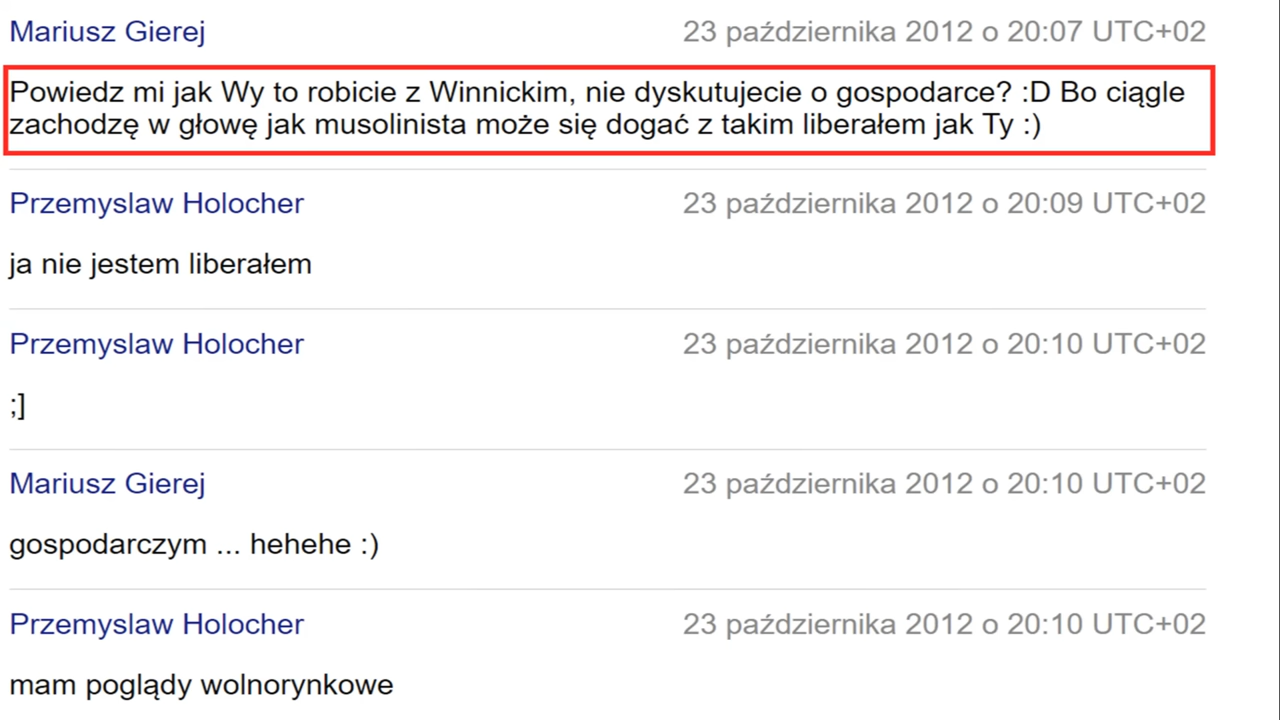 Mariusz Gierej 23 października 2012 o 20:07 UTC+02
Powiedz mi jak Wy to robicie z Winnickim, nie dyskutujecie o gospodarce? :D Bo ciągle
zachodzę w głowę jak musolinista może się dogać z takim liberałem jak Ty :)
Przemyslaw Holocher 23 października 2012 o 20:09 UTC+02
ja nie jestem liberałem
Przemyslaw Holocher 23 października 2012 o 20:10 UTC+02
;]
Mariusz Gierej 23 października 2012 o 20:10 UTC+02
gospodarczym ... hehehe :)
Przemyslaw Holocher 23 października 2012 o 20:10 UTC+02
mam poglądy wolnorynkowe